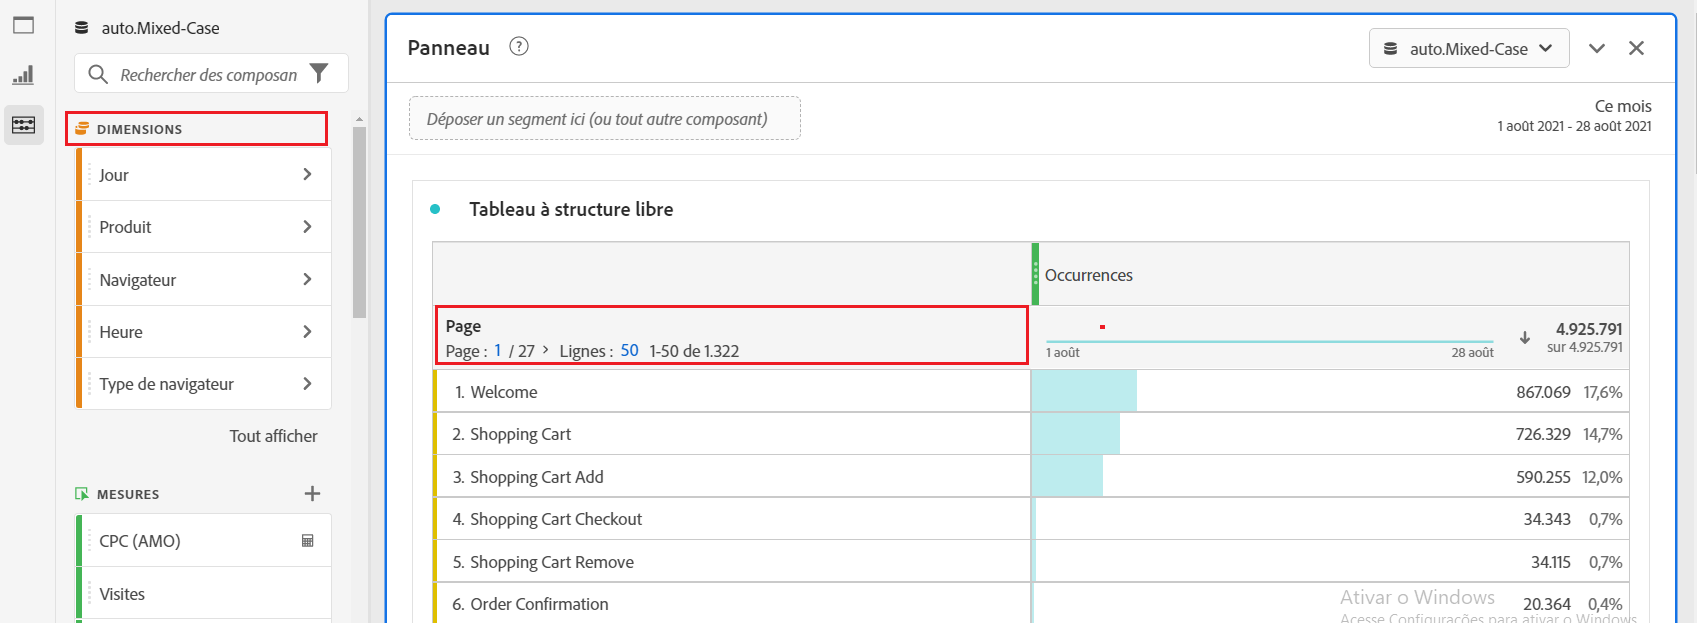 auto.Mixed-Case
Rechercher des composan
DIMENSIONS
Jour
Produit
Navigateur
Heure
Type de navigateur
Tout afficher
MESURES
CPC (AMO)
Visites
Panneau
auto.Mixed-Case
Déposer un segment ici (ou tout autre composant)
Ce mois
1 août 2021 - 28 août 2021
Tableau à structure libre
Occurrences
Page
Page : 1 / 27 > Lignes : 50 1-50 de 1.322
1 août
28 août
4.925.791
sur 4.925.791
1. Welcome 867.069 17,6%
2. Shopping Cart 726.329 14,7%
3. Shopping Cart Add 590.255 12,0%
4. Shopping Cart Checkout 34.343 0,7%
5. Shopping Cart Remove 34.115 0,7%
6. Order Confirmation 20.364 0,4%
Ativar o Windows
Acesse Configurações para ativar o Windows.